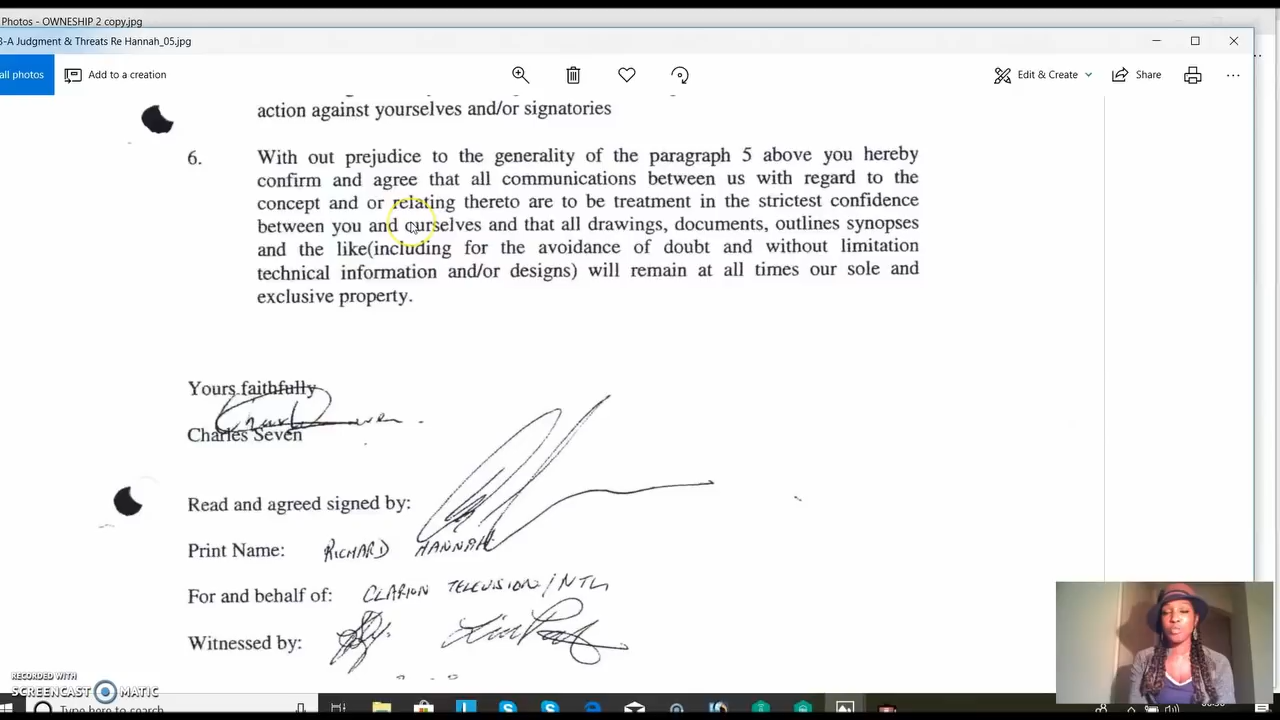 Photos - OWNESHIP 2 copy.jpg
3-A Judgment & Threats Re Hannah_05.jpg
all photos
Add to a creation
Edit & Create
Share
action against yourselves and/or signatories
6. With out prejudice to the generality of the paragraph 5 above you hereby
confirm and agree that all communications between us with regard to the
concept and or relating thereto are to be treatment in the strictest confidence
between you and ourselves and that all drawings, documents, outlines synopses
and the like(including for the avoidance of doubt and without limitation
technical information and/or designs) will remain at all times our sole and
exclusive property.
Yours faithfully
Charles Seven
Read and agreed signed by:
Print Name: RICHARD HANNAH
For and behalf of: CLARION TELEVISION/NTL
Witnessed by:
RECORDED WITH
SCREENCAST MATIC
Type here to search